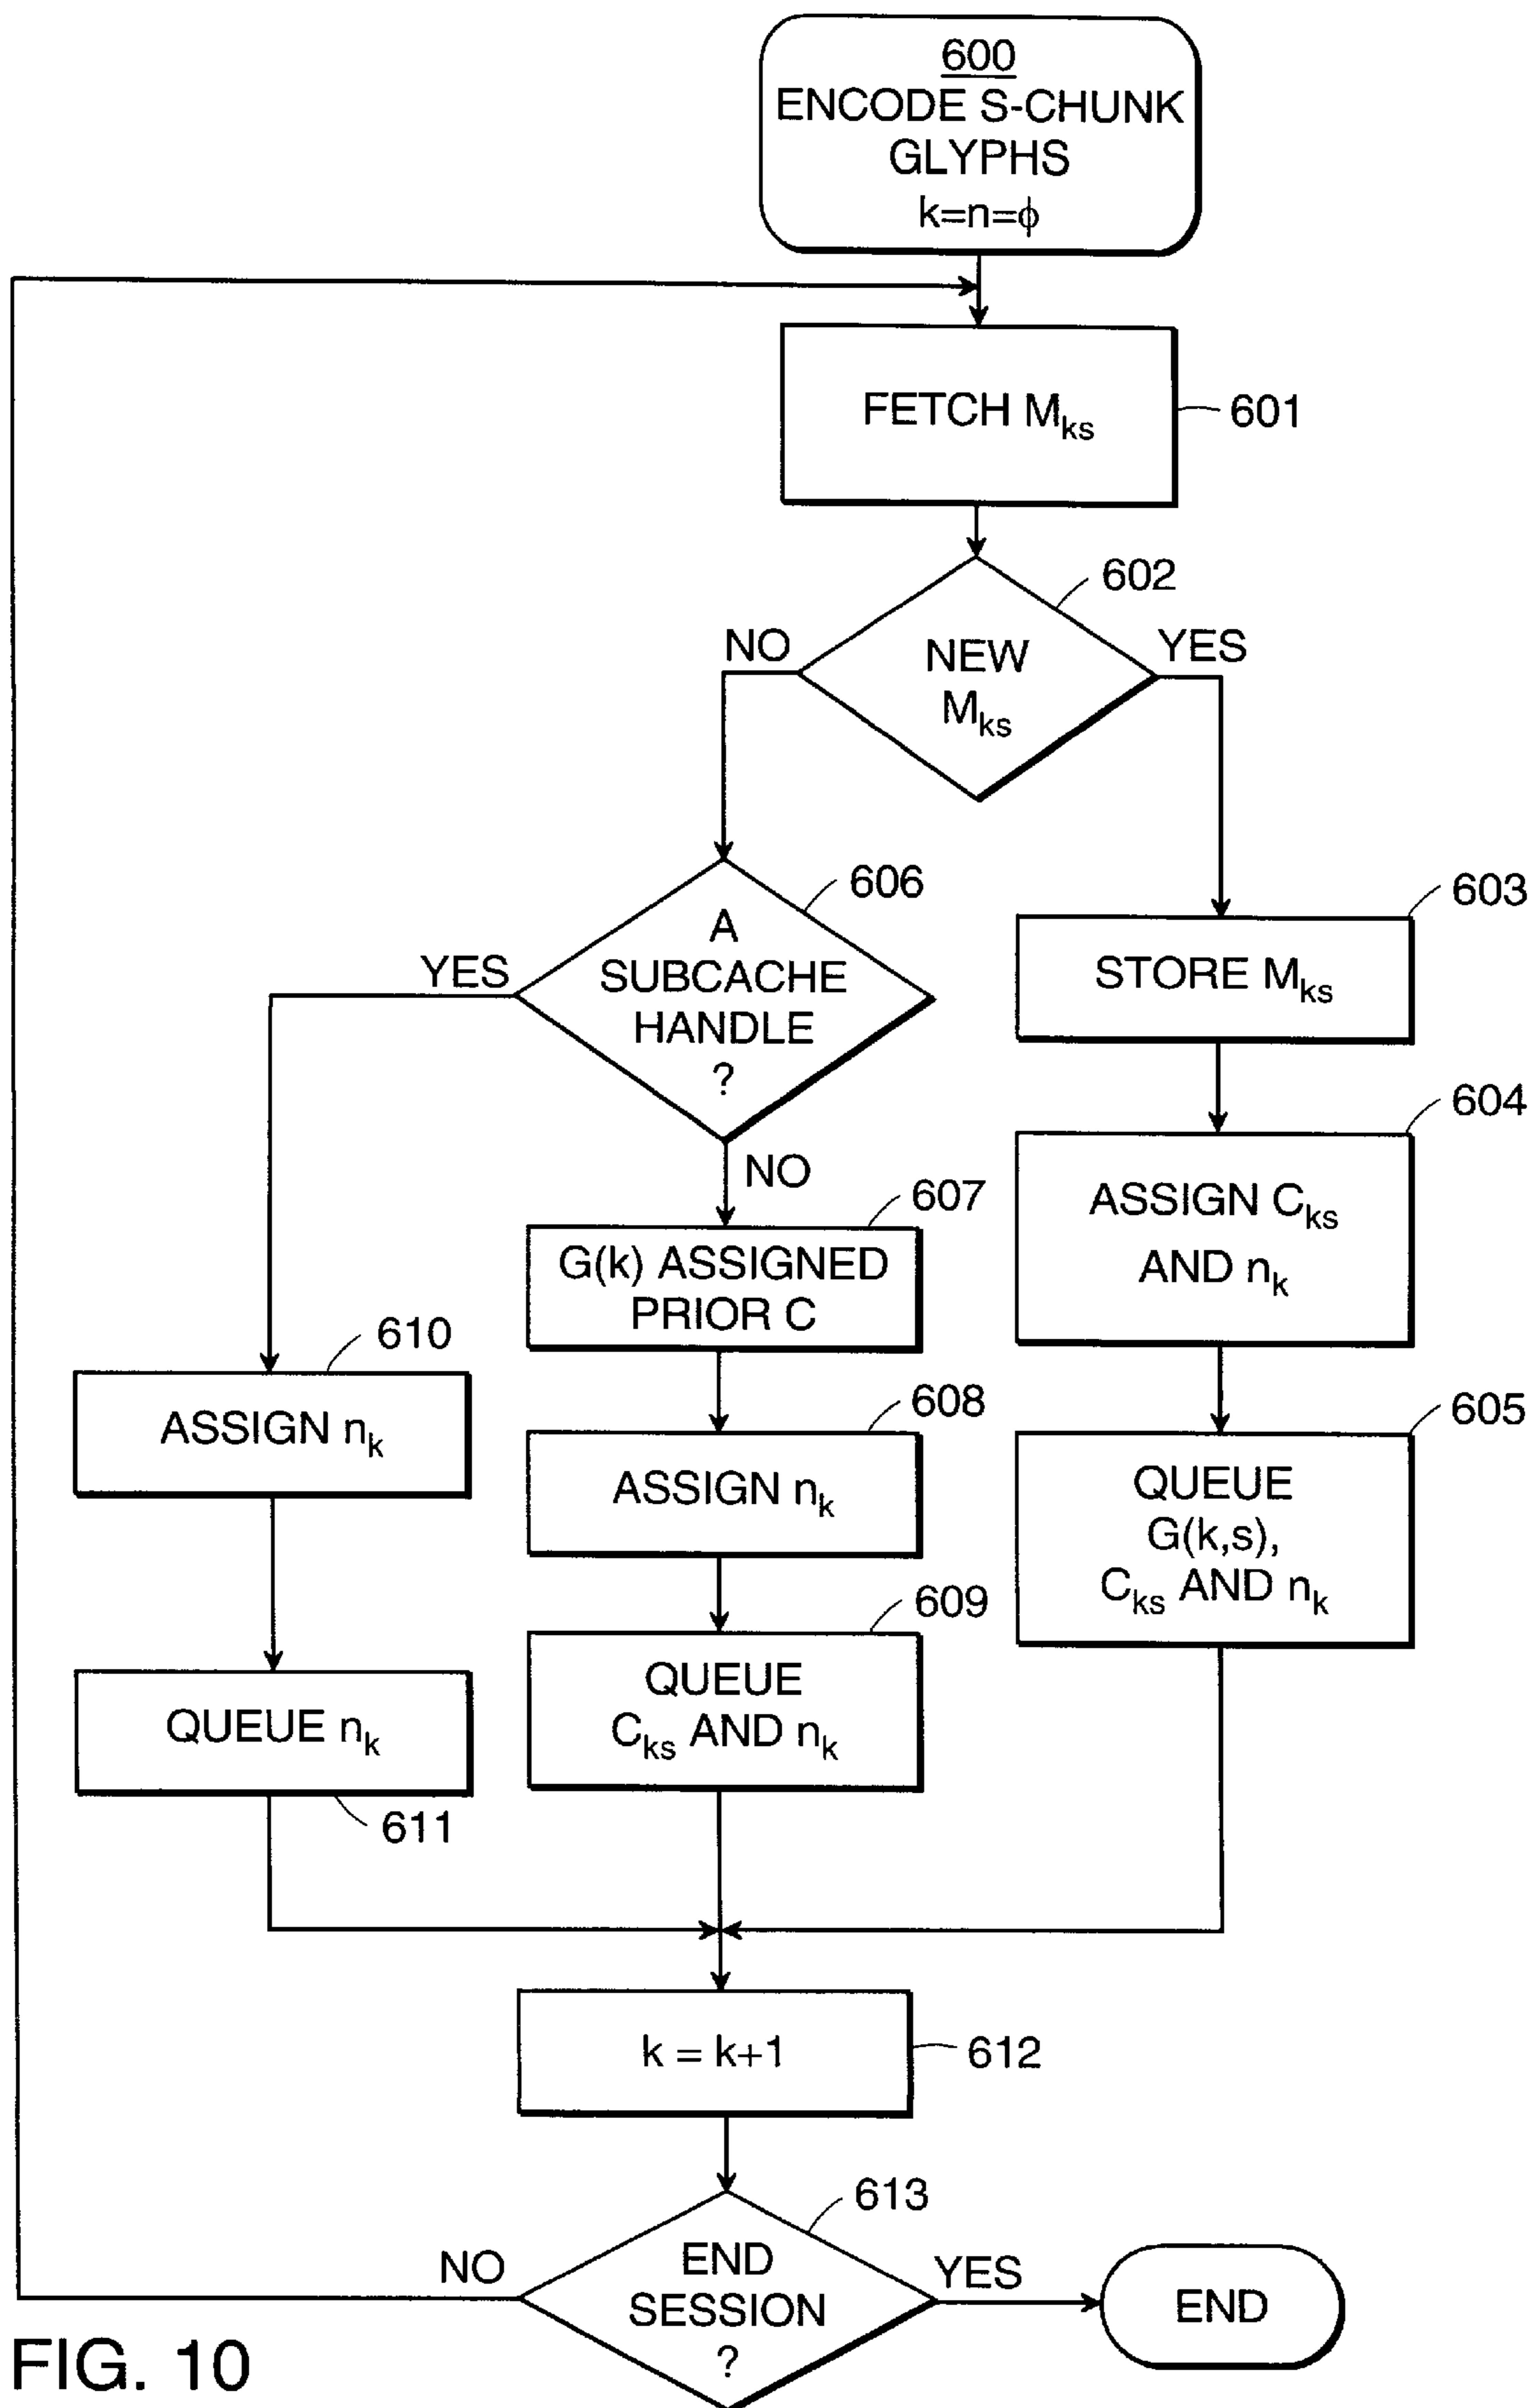 600
ENCODE S-CHUNK
GLYPHS
k=n=ϕ
FETCH Mks
601
602
NO
YES
NEW
Mks
606
A
SUBCACHE
HANDLE
?
YES
NO
603
STORE Mks
604
ASSIGN Cks
AND nk
607
G(k) ASSIGNED
PRIOR C
610
ASSIGN nk
608
ASSIGN nk
605
QUEUE
G(k,s),
Cks AND nk
609
QUEUE
Cks AND nk
QUEUE nk
611
k = k+1
612
613
NO
END
SESSION
?
YES
END
FIG. 10